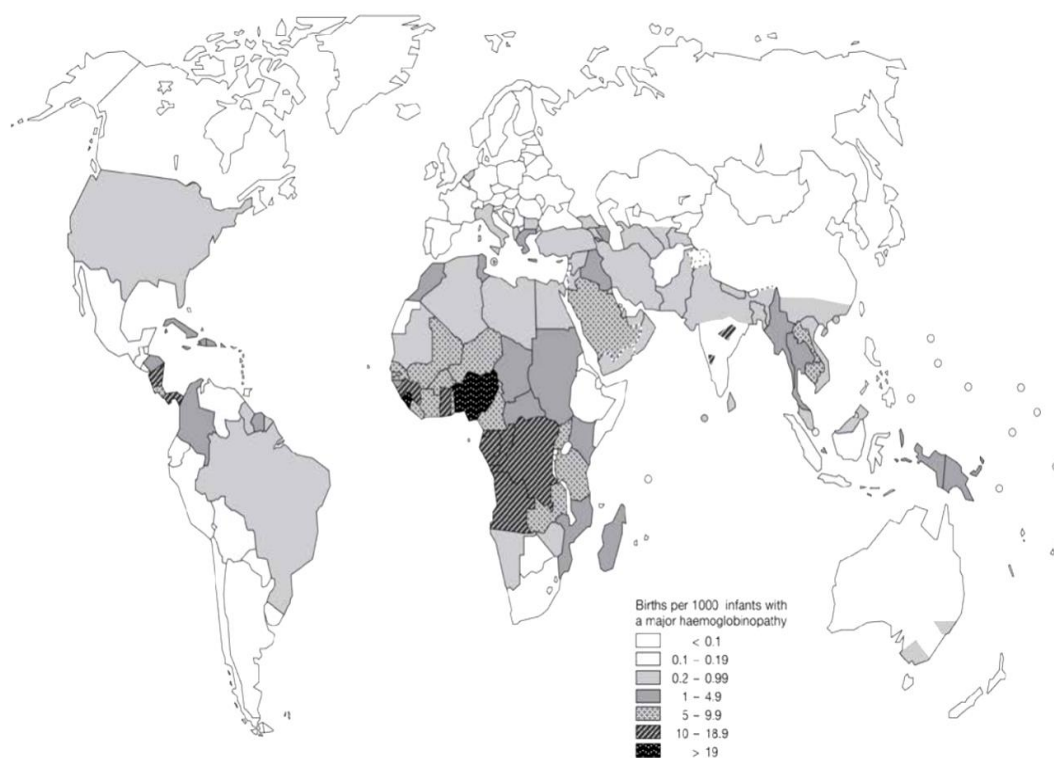 Births per 1000 infants with
a major haemoglobinopathy
< 0.1
0.1 – 0.19
0.2 – 0.99
1 – 4.9
5 – 9.9
10 – 18.9
> 19